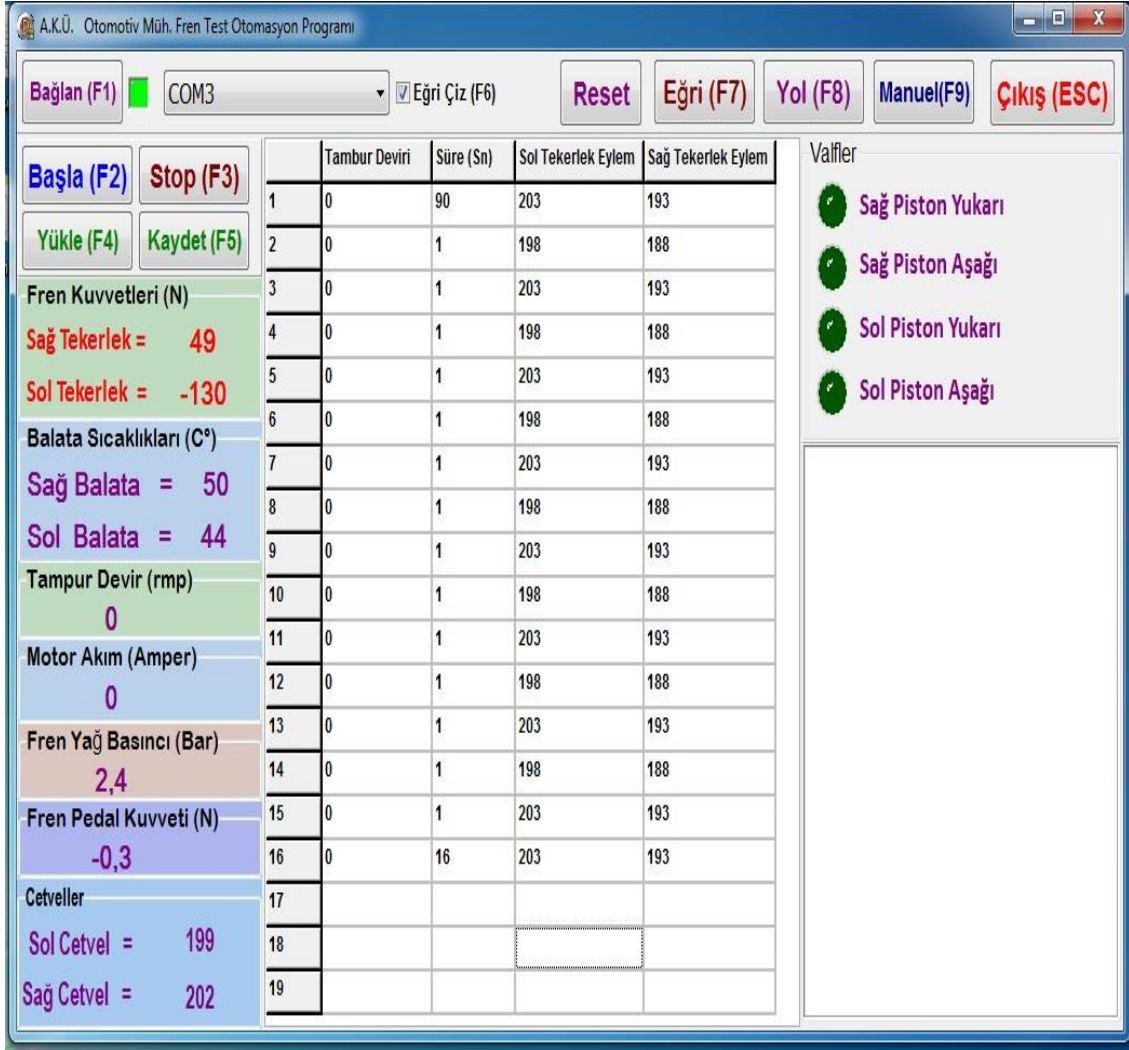 A.K.Ü. Otomotiv Müh. Fren Test Otomasyon Programı
Bağlan (F1) COM3 Eğri Çiz (F6) Reset Eğri (F7) Yol (F8) Manuel(F9) Çıkış (ESC)
Başla (F2) Stop (F3)
Yükle (F4) Kaydet (F5)
Fren Kuvvetleri (N)
Sağ Tekerlek = 49
Sol Tekerlek = -130
Balata Sıcaklıkları (C°)
Sağ Balata = 50
Sol Balata = 44
Tampur Devir (rmp)
0
Motor Akım (Amper)
0
Fren Yağ Basıncı (Bar)
2,4
Fren Pedal Kuvveti (N)
-0,3
Cetveller
Sol Cetvel = 199
Sağ Cetvel = 202
Tambur Deviri Süre (Sn) Sol Tekerlek Eylem Sağ Tekerlek Eylem
1 0 90 203 193
2 0 1 198 188
3 0 1 203 193
4 0 1 198 188
5 0 1 203 193
6 0 1 198 188
7 0 1 203 193
8 0 1 198 188
9 0 1 203 193
10 0 1 198 188
11 0 1 203 193
12 0 1 198 188
13 0 1 203 193
14 0 1 198 188
15 0 1 203 193
16 0 16 203 193
17
18
19
Valfler
Sağ Piston Yukarı
Sağ Piston Aşağı
Sol Piston Yukarı
Sol Piston Aşağı